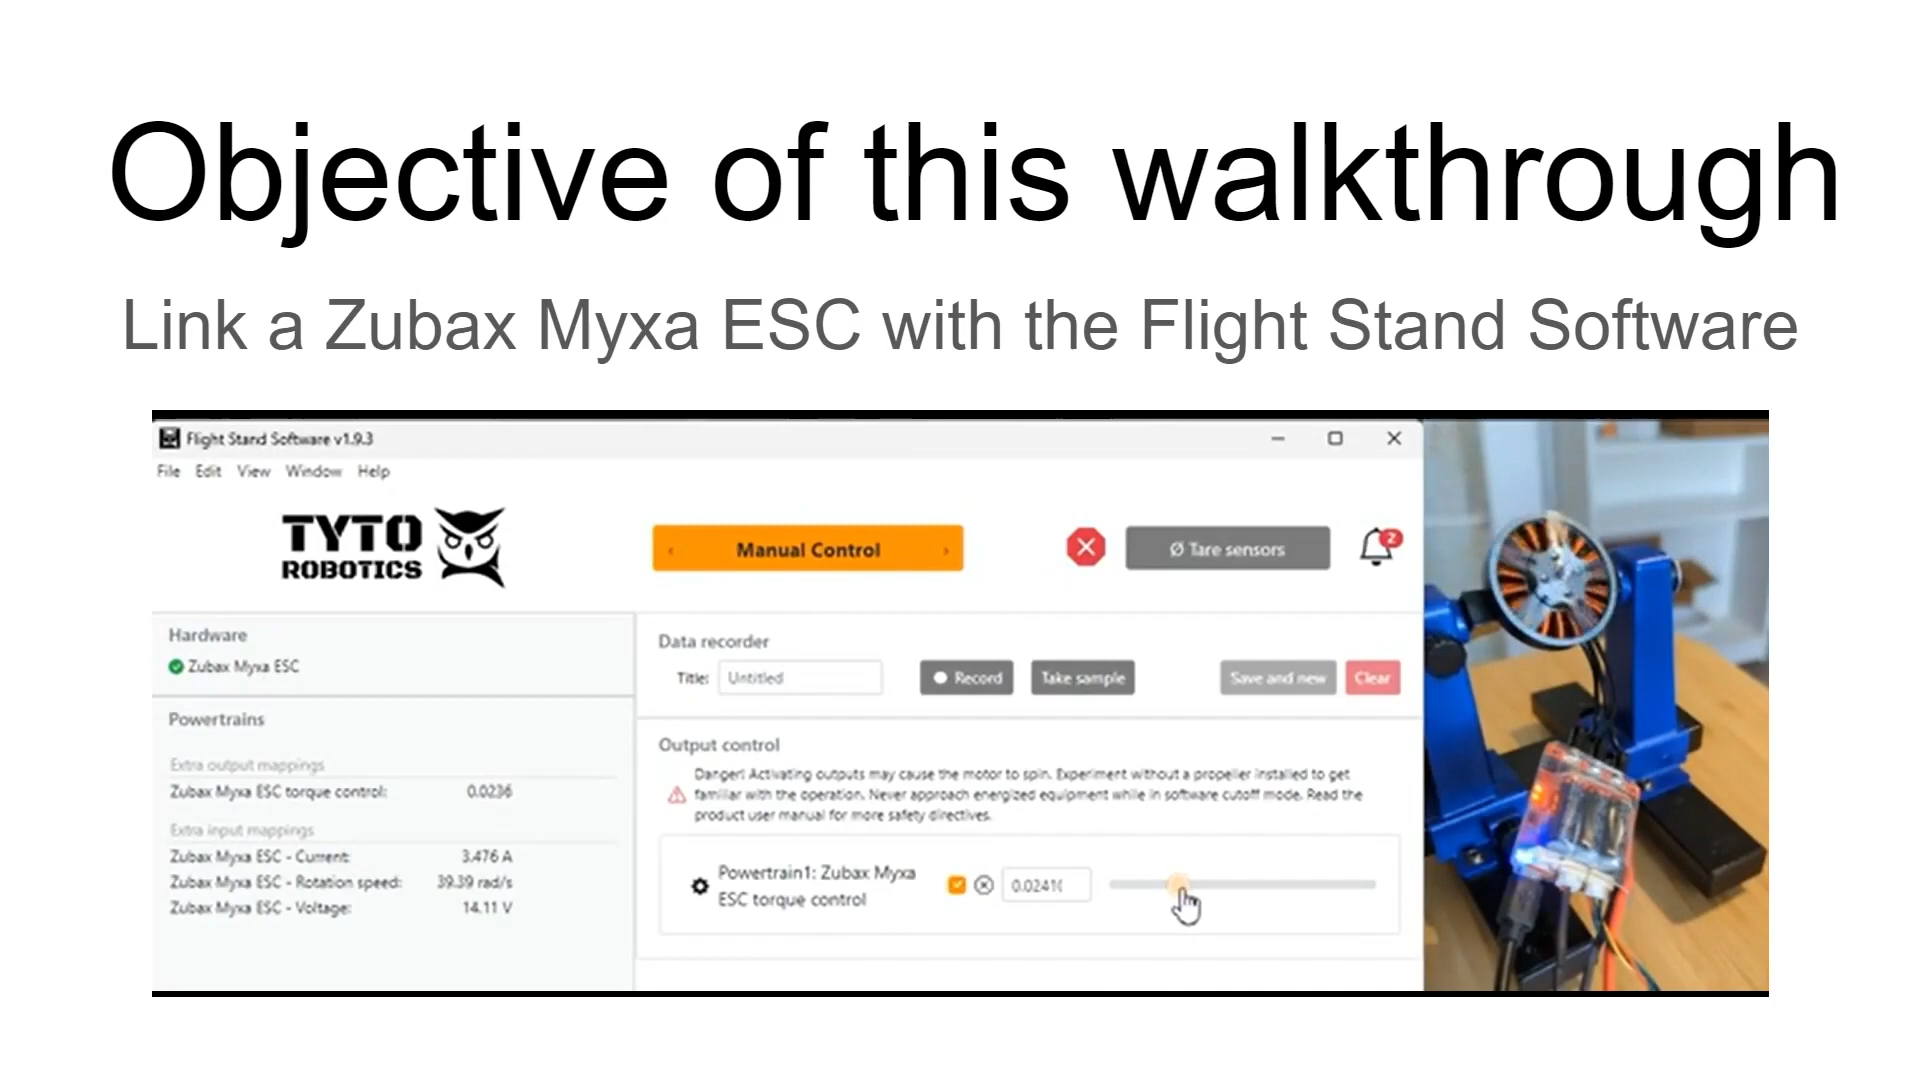 Objective of this walkthrough
Link a Zubax Myxa ESC with the Flight Stand Software
Flight Stand Software v1.9.3
File Edit View Window Help
TYTO
ROBOTICS
Manual Control
Ø Tare sensors
2
Hardware
Zubax Myxa ESC
Powertrains
Extra output mappings
Zubax Myxa ESC torque control: 0.0236
Extra input mappings
Zubax Myxa ESC - Current: 3.476 A
Zubax Myxa ESC - Rotation speed: 39.39 rad/s
Zubax Myxa ESC - Voltage: 14.11 V
Data recorder
Title: Untitled
Record
Take sample
Save and new
Clear
Output control
Danger! Activating outputs may cause the motor to spin. Experiment without a propeller installed to get
familiar with the operation. Never approach energized equipment while in software cutoff mode. Read the
product user manual for more safety directives.
Powertrain1: Zubax Myxa
ESC torque control